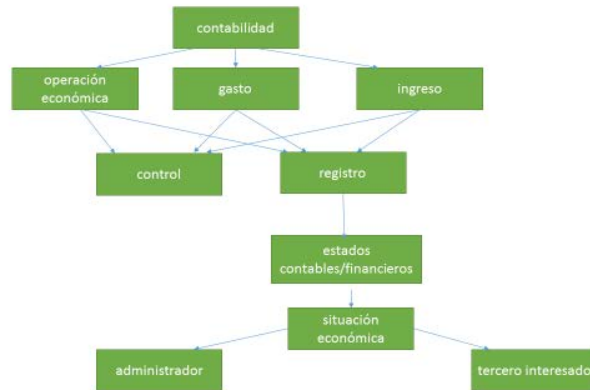 contabilidad
operación
económica
gasto
ingreso
control
registro
estados
contables/financieros
situación
económica
administrador
tercero interesado